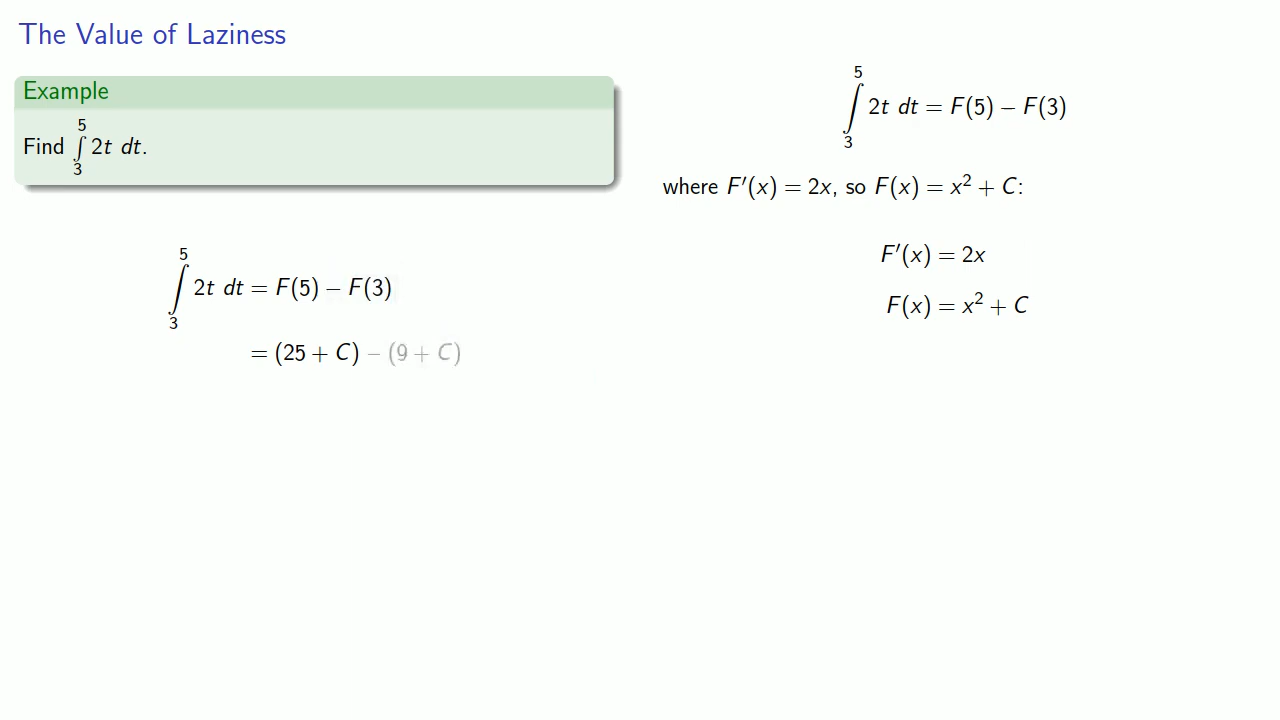 The Value of Laziness
Example
Find ∫₃⁵ 2t dt.
∫₃⁵ 2t dt = F(5) − F(3)
= (25 + C) − (9 + C)
∫₃⁵ 2t dt = F(5) − F(3)
where F′(x) = 2x, so F(x) = x² + C:
F′(x) = 2x
F(x) = x² + C